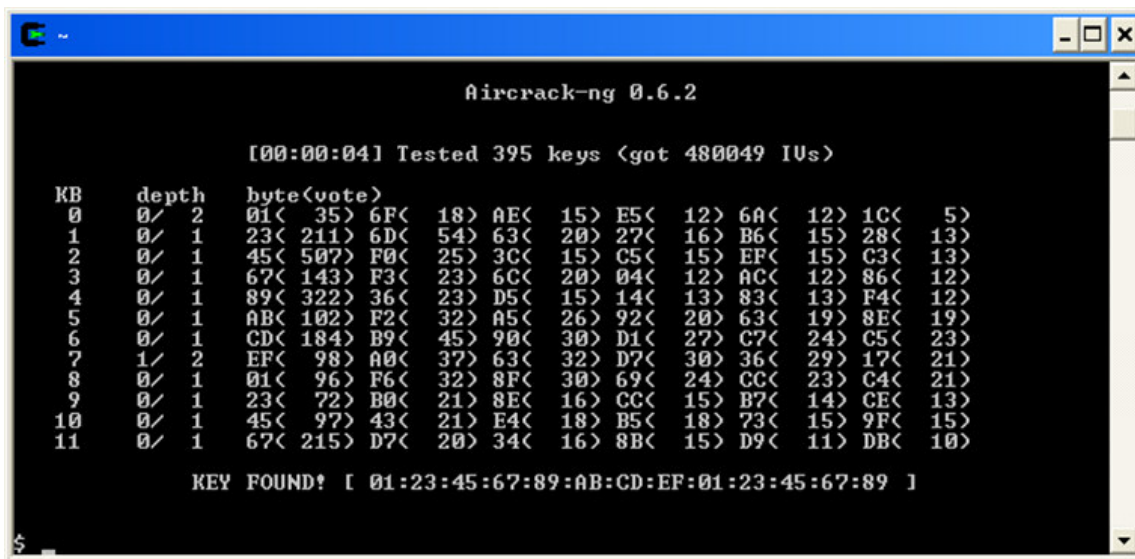 ~
Aircrack-ng 0.6.2
[00:00:04] Tested 395 keys (got 480049 IVs)
KB depth byte(vote)
0 0/ 2 01( 35) 6F( 18) AE( 15) E5( 12) 6A( 12) 1C( 5)
1 0/ 1 23( 211) 6D( 54) 63( 20) 27( 16) B6( 15) 28( 13)
2 0/ 1 45( 507) F0( 25) 3C( 15) C5( 15) EF( 15) C3( 13)
3 0/ 1 67( 143) F3( 23) 6C( 20) 04( 12) AC( 12) 86( 12)
4 0/ 1 89( 322) 36( 23) D5( 15) 14( 13) 83( 13) F4( 12)
5 0/ 1 AB( 102) F2( 32) A5( 26) 92( 20) 63( 19) 8E( 19)
6 0/ 1 CD( 184) B9( 45) 90( 30) D1( 27) C7( 24) C5( 23)
7 1/ 2 EF( 98) A0( 37) 63( 32) D7( 30) 36( 29) 17( 21)
8 0/ 1 01( 96) F6( 32) 8F( 30) 69( 24) CC( 23) C4( 21)
9 0/ 1 23( 72) B0( 21) 8E( 16) CC( 15) B7( 14) CE( 13)
10 0/ 1 45( 97) 43( 21) E4( 18) B5( 18) 73( 15) 9F( 15)
11 0/ 1 67( 215) D7( 20) 34( 16) 8B( 15) D9( 11) DB( 10)
KEY FOUND! [ 01:23:45:67:89:AB:CD:EF:01:23:45:67:89 ]
$